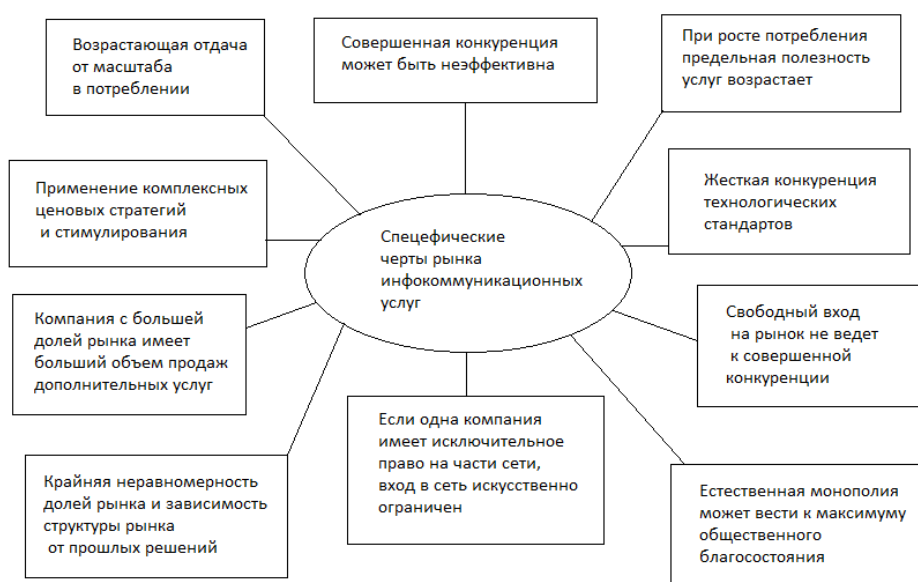 Возрастающая отдача
от масштаба
в потреблении
Совершенная конкуренция
может быть неэффективна
При росте потребления
предельная полезность
услуг возрастает
Применение комплексных
ценовых стратегий
и стимулирования
Спецефические
черты рынка
инфокоммуникационных
услуг
Жесткая конкуренция
технологических
стандартов
Компания с большей
долей рынка имеет
больший объем продаж
дополнительных услуг
Свободный вход
на рынок не ведет
к совершенной
конкуренции
Крайняя неравномерность
долей рынка и зависимость
структуры рынка
от прошлых решений
Если одна компания
имеет исключительное
право на части сети,
вход в сеть искусственно
ограничен
Естественная монополия
может вести к максимуму
общественного
благосостояния